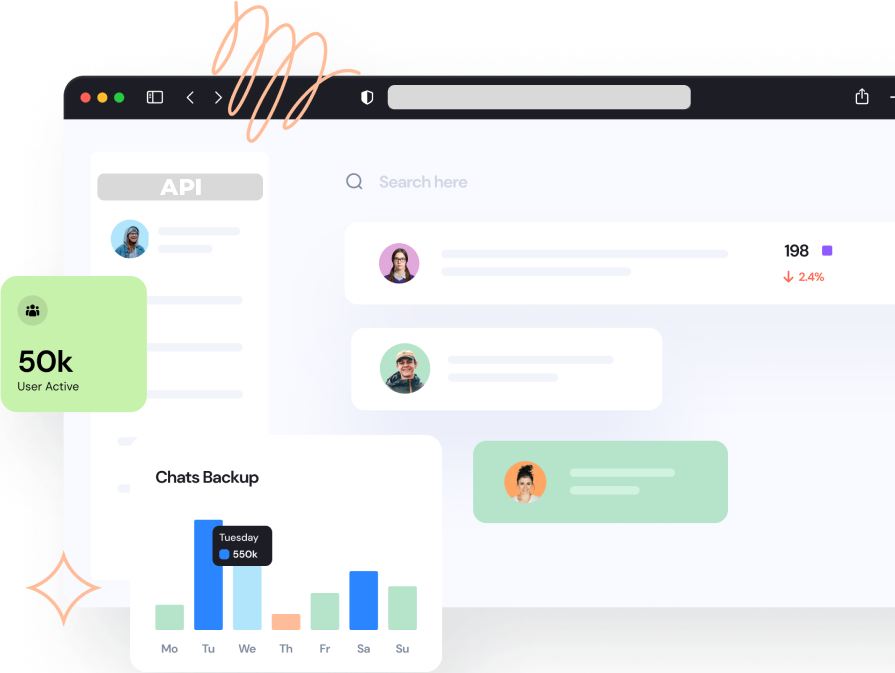 API
Search here
198
2.4%
50k
User Active
Chats Backup
Tuesday
550k
Mo Tu We Th Fr Sa Su